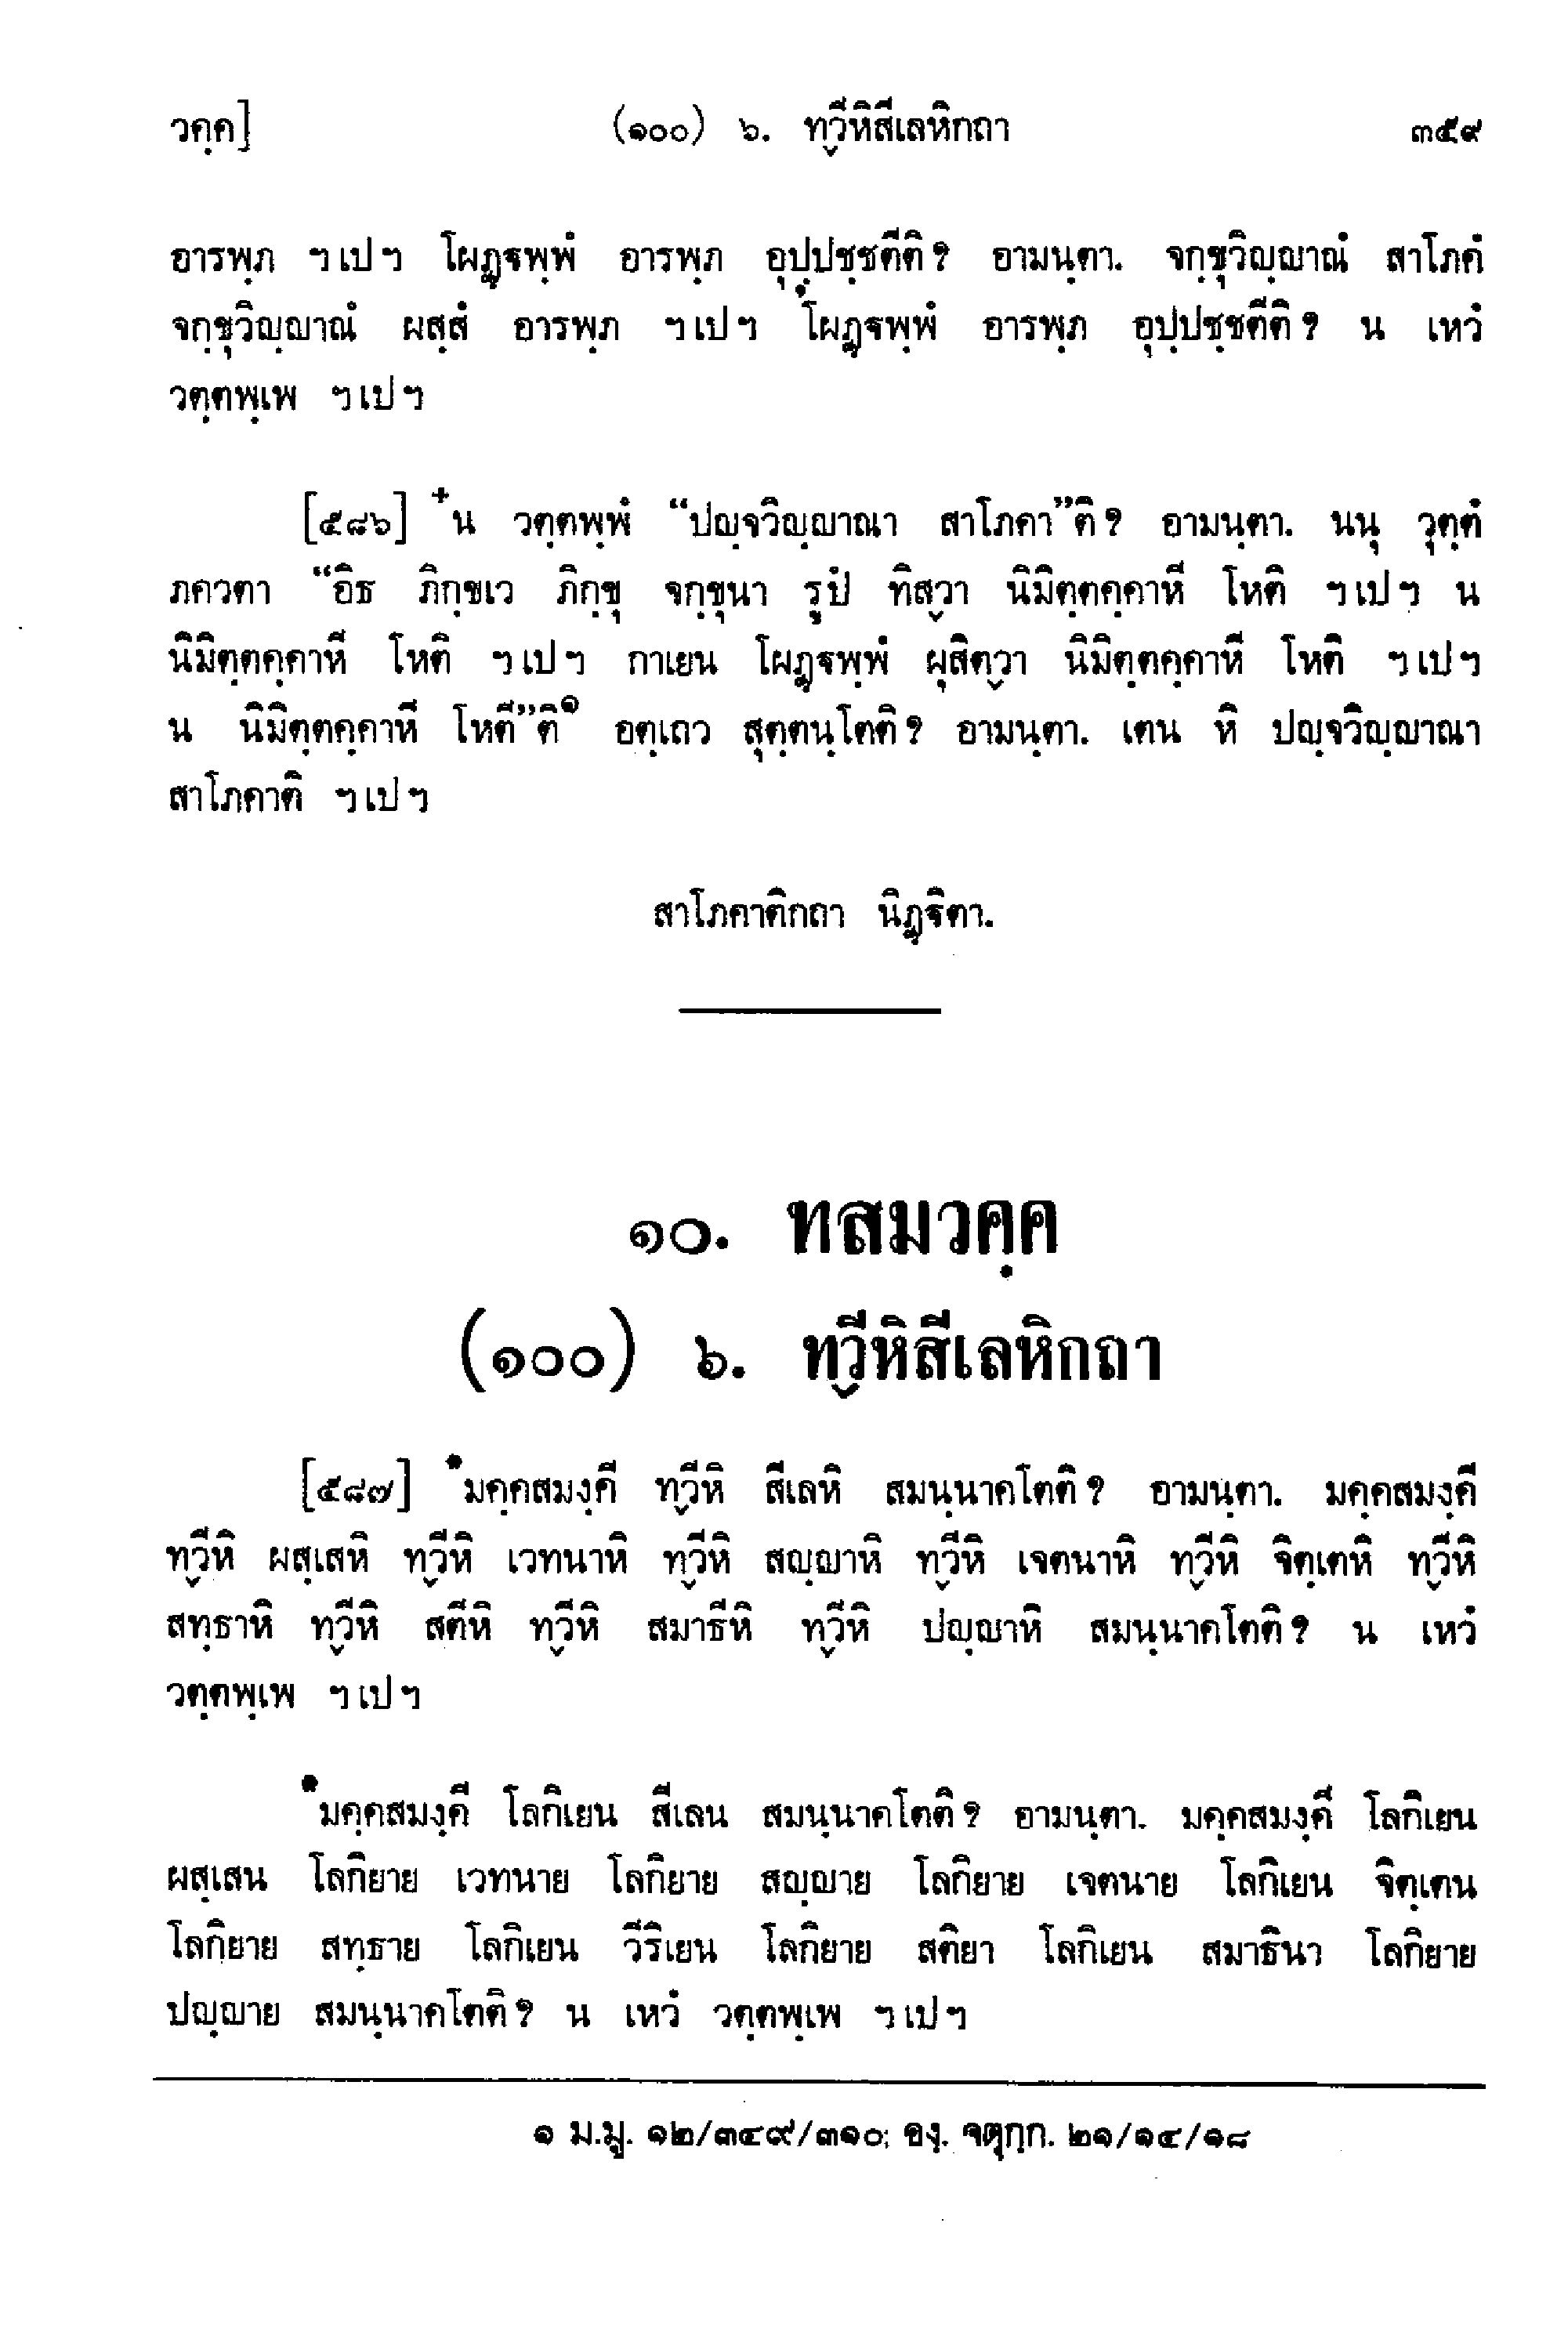 วคฺค] (๑๐๐) ๖. ทฺวีหิสีเลหิกถา ๓๕๙
อารพฺภ ฯเปฯ โผฏฺฐพฺพํ อารพฺภ อุปฺปชฺชตีติ? อามนฺตา. จกฺขุวิญฺญาณํ สาโภคํ
จกฺขุวิญฺญาณํ ผสฺสํ อารพฺภ ฯเปฯ โผฏฺฐพฺพํ อารพฺภ อุปฺปชฺชตีติ? น เหวํ
วตฺตพฺเพ ฯเปฯ
[๕๘๖] +น วตฺตพฺพํ “ปญฺจวิญฺญาณา สาโภคา”ติ? อามนฺตา. นนุ วุตฺตํ
ภควตา “อิธ ภิกฺขเว ภิกฺขุ จกฺขุนา รูปํ ทิสฺวา นิมิตฺตคฺคาหี โหติ ฯเปฯ น
นิมิตฺตคฺคาหี โหติ ฯเปฯ กาเยน โผฏฺฐพฺพํ ผุสิตฺวา นิมิตฺตคฺคาหี โหติ ฯเปฯ
น นิมิตฺตคฺคาหี โหตี”ติ๑ อตฺเถว สุตฺตนฺโตติ? อามนฺตา. เตน หิ ปญฺจวิญฺญาณา
สาโภคาติ ฯเปฯ
สาโภคาติกถา นิฏฺฐิตา.
๑๐. ทสมวคฺค
(๑๐๐) ๖. ทฺวีหิสีเลหิกถา
[๕๘๗] *มคฺคสมงฺคี ทฺวีหิ สีเลหิ สมนฺนาคโตติ? อามนฺตา. มคฺคสมงฺคี
ทฺวีหิ ผสฺเสหิ ทฺวีหิ เวทนาหิ ทฺวีหิ สญฺญาหิ ทฺวีหิ เจตนาหิ ทฺวีหิ จิตฺเตหิ ทฺวีหิ
สทฺธาหิ ทฺวีหิ สตีหิ ทฺวีหิ สมาธีหิ ทฺวีหิ ปญฺญาหิ สมนฺนาคโตติ? น เหวํ
วตฺตพฺเพ ฯเปฯ
*มคฺคสมงฺคี โลกิเยน สีเลน สมนฺนาคโตติ? อามนฺตา. มคฺคสมงฺคี โลกิเยน
ผสฺเสน โลกิยาย เวทนาย โลกิยาย สญฺญาย โลกิยาย เจตนาย โลกิเยน จิตฺเตน
โลกิยาย สทฺธาย โลกิเยน วีริเยน โลกิยาย สติยา โลกิเยน สมาธินา โลกิยาย
ปญฺญาย สมนฺนาคโตติ? น เหวํ วตฺตพฺเพ ฯเปฯ
๑ ม.มู. ๑๒/๓๔๙/๓๑๐; องฺ. จตุกฺก. ๒๑/๑๔/๑๘